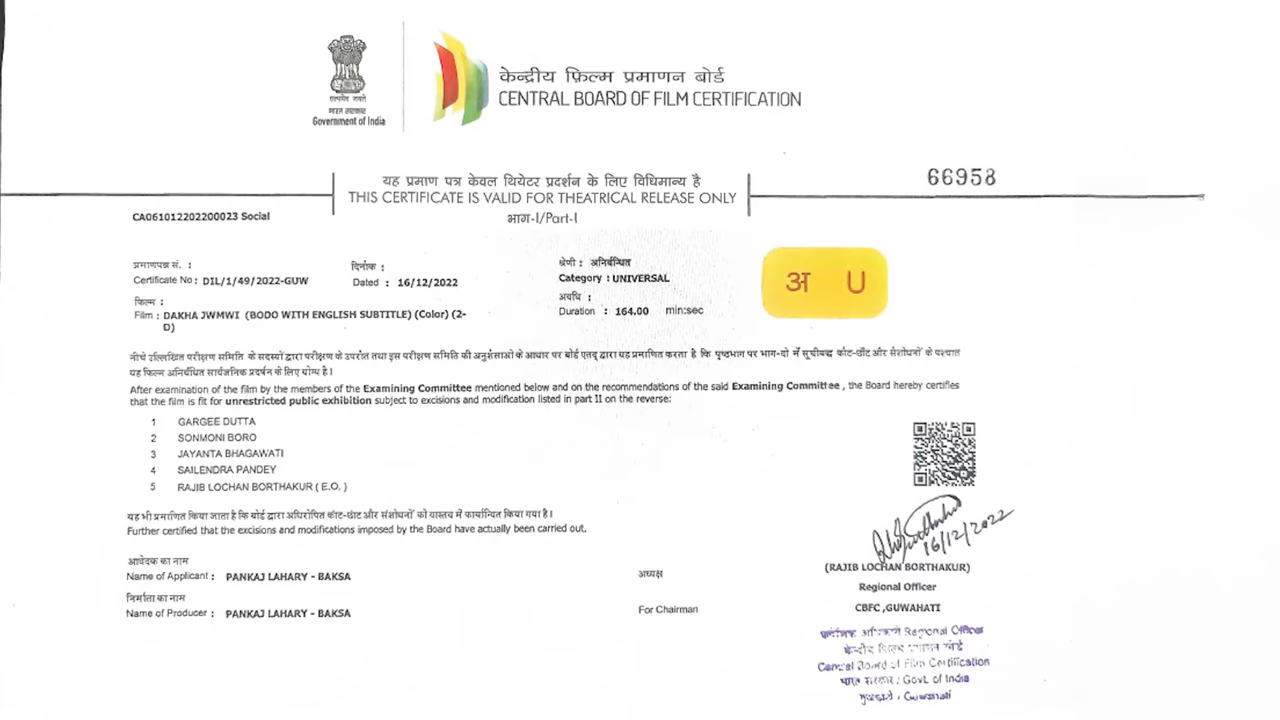 सत्यमेव जयते
भारत सरकार
Government of India
केन्द्रीय फ़िल्म प्रमाणन बोर्ड
CENTRAL BOARD OF FILM CERTIFICATION
यह प्रमाण पत्र केवल थियेटर प्रदर्शन के लिए विधिमान्य है
THIS CERTIFICATE IS VALID FOR THEATRICAL RELEASE ONLY
भाग-I/Part-I
66958
CA061012202200023 Social
प्रमाणपत्र सं. :
Certificate No : DIL/1/49/2022-GUW
दिनांक :
Dated : 16/12/2022
श्रेणी : अनिर्बन्धित
Category : UNIVERSAL
अवधि :
Duration : 164.00 min:sec
अ U
फिल्म :
Film : DAKHA JWMWI (BODO WITH ENGLISH SUBTITLE) (Color) (2-
D)
नीचे उल्लिखित परीक्षण समिति के सदस्यों द्वारा परीक्षण के उपरांत तथा इस परीक्षण समिति की अनुशंसाओं के आधार पर बोर्ड एतद् द्वारा यह प्रमाणित करता है कि पृष्ठभाग पर भाग-दो में सूचीबद्ध काँट-छाँट और संशोधनों के पश्चात
यह फिल्म अनिर्बंधित सार्वजनिक प्रदर्शन के लिए योग्य है।
After examination of the film by the members of the Examining Committee mentioned below and on the recommendations of the said Examining Committee , the Board hereby certifies
that the film is fit for unrestricted public exhibition subject to excisions and modification listed in part II on the reverse:
1 GARGEE DUTTA
2 SONMONI BORO
3 JAYANTA BHAGAWATI
4 SAILENDRA PANDEY
5 RAJIB LOCHAN BORTHAKUR ( E.O. )
यह भी प्रमाणित किया जाता है कि बोर्ड द्वारा अधिरोपित काँट-छाँट और संशोधनों को वास्तव में कार्यान्वित किया गया है।
Further certified that the excisions and modifications imposed by the Board have actually been carried out.
आवेदक का नाम
Name of Applicant : PANKAJ LAHARY - BAKSA
निर्माता का नाम
Name of Producer : PANKAJ LAHARY - BAKSA
अध्यक्ष
For Chairman
16/12/2022
(RAJIB LOCHAN BORTHAKUR)
Regional Officer
CBFC ,GUWAHATI
Regional Officer
Central Board of Film Certification
भारत सरकार / Govt. of India
Guwahati